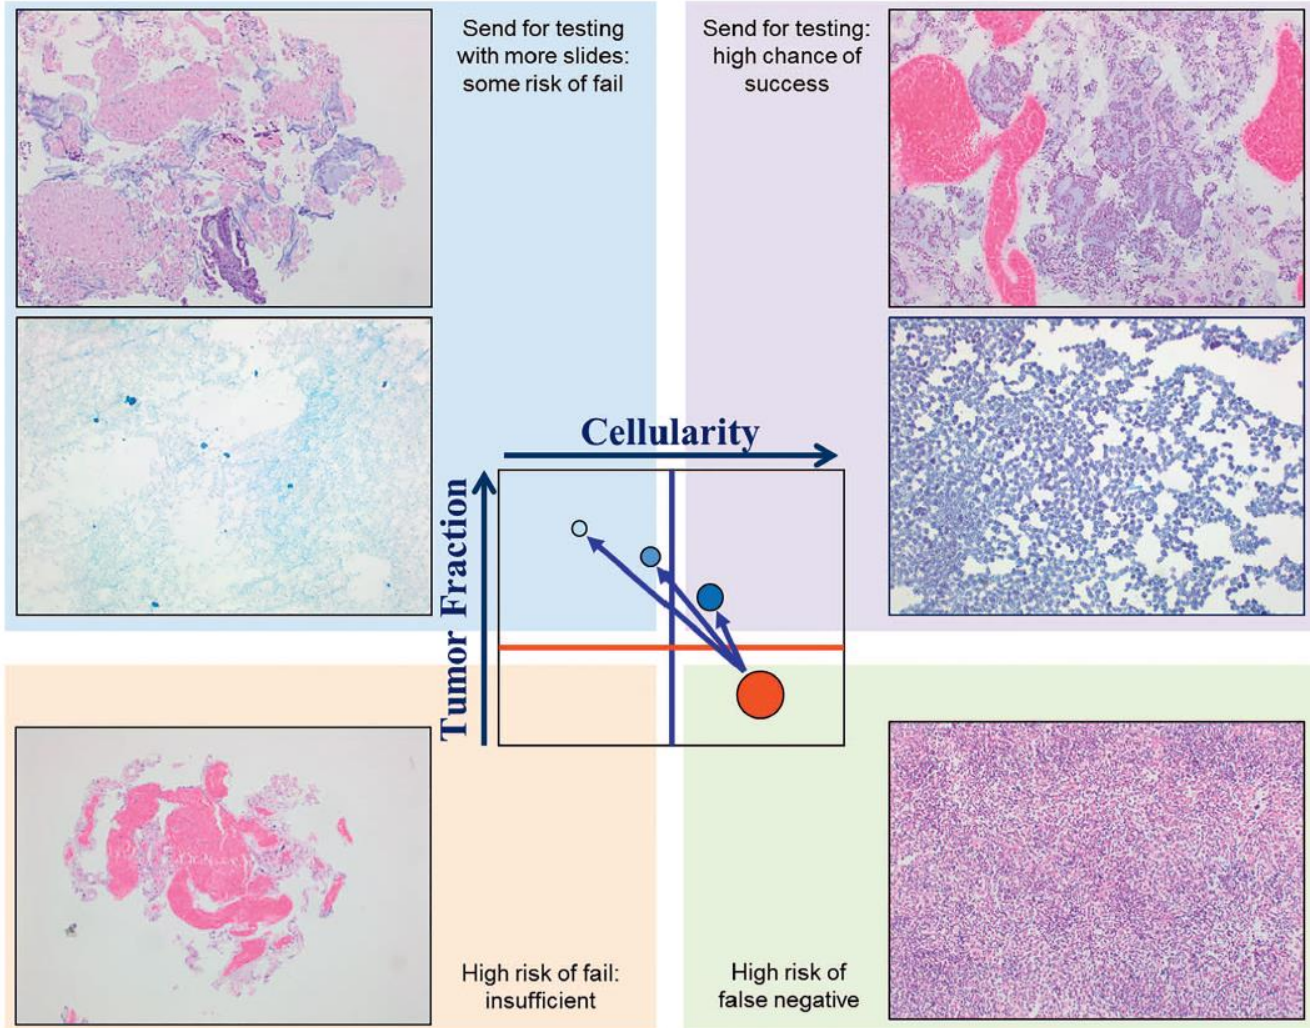 Send for testing
with more slides:
some risk of fail
Send for testing:
high chance of
success
Cellularity
Tumor Fraction
High risk of fail:
insufficient
High risk of
false negative